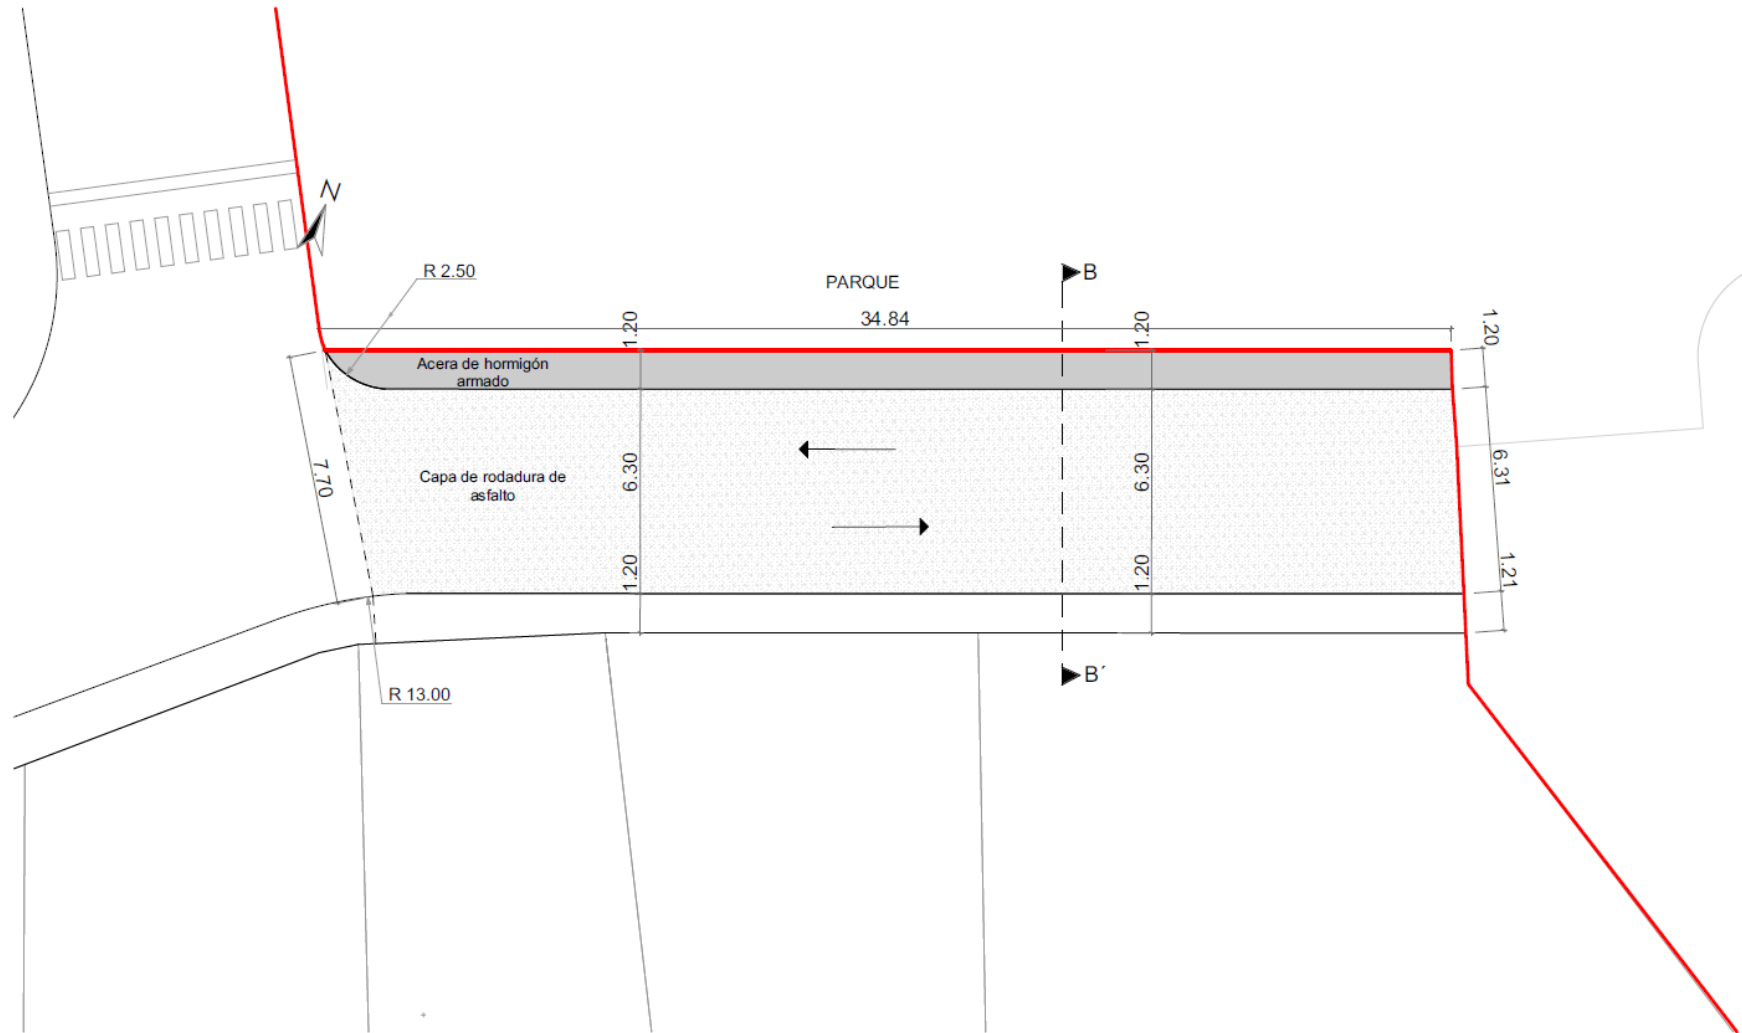 N
R 2.50
PARQUE
B
34.84
1.20
1.20
1.20
Acera de hormigón
armado
7.70
Capa de rodadura de
asfalto
6.30
6.30
6.31
1.20
1.20
1.21
B´
R 13.00